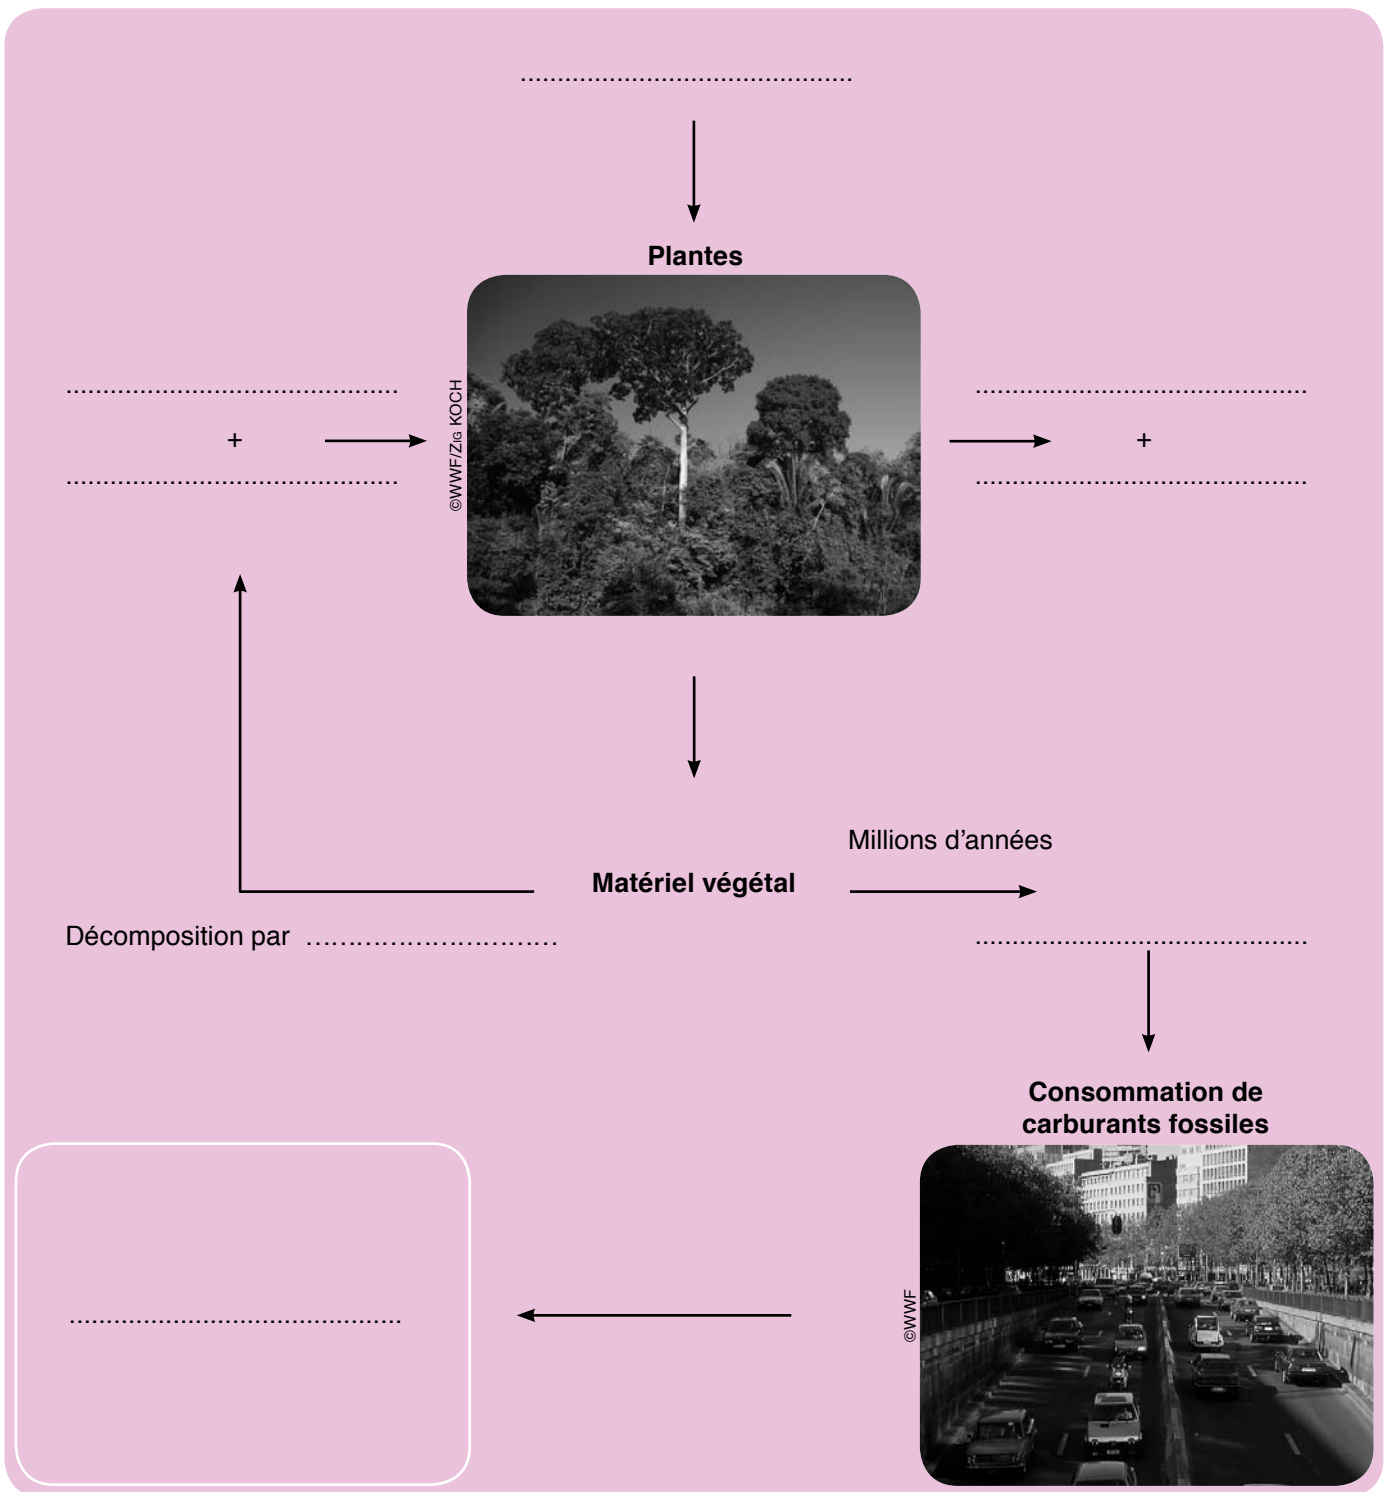 .............................................
Plantes
©WWF/Zig KOCH
.............................................
+
.............................................
.............................................
+
.............................................
Millions d'années
Matériel végétal
Décomposition par ..............................
.............................................
Consommation de
carburants fossiles
©WWF
.............................................